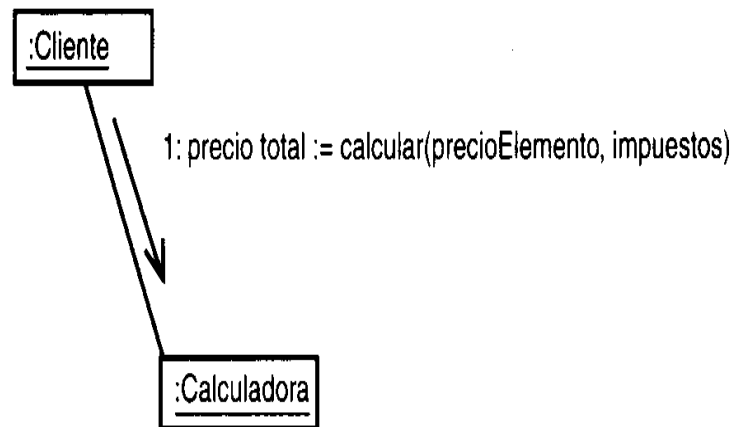 :Cliente
1: precio total := calcular(precioElemento, impuestos)
:Calculadora